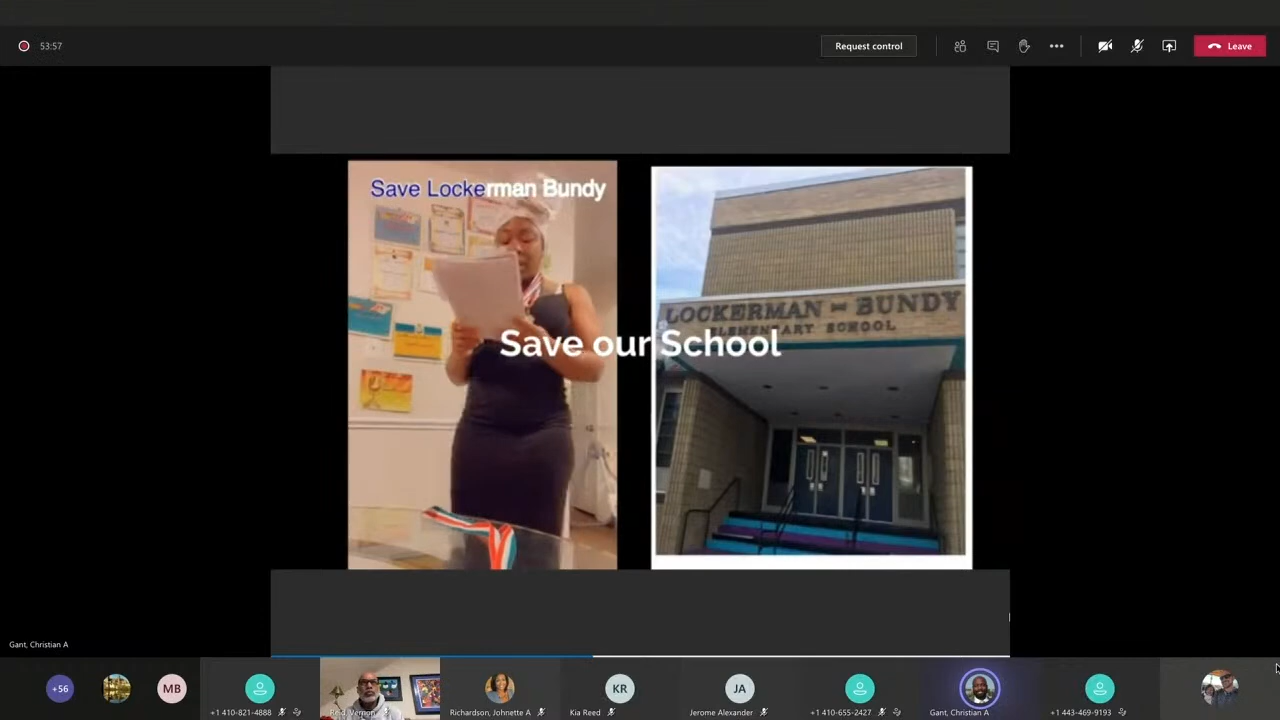 53:57
Request control
Leave
Save Lockerman Bundy
LOCKERMAN - BUNDY
ELEMENTARY SCHOOL
Save our School
Gant, Christian A
+56
MB
+1 410-821-4888
Reid, Vernon
Richardson, Johnette A
KR
Kia Reed
JA
Jerome Alexander
+1 410-655-2427
Gant, Christian A
+1 443-469-9193